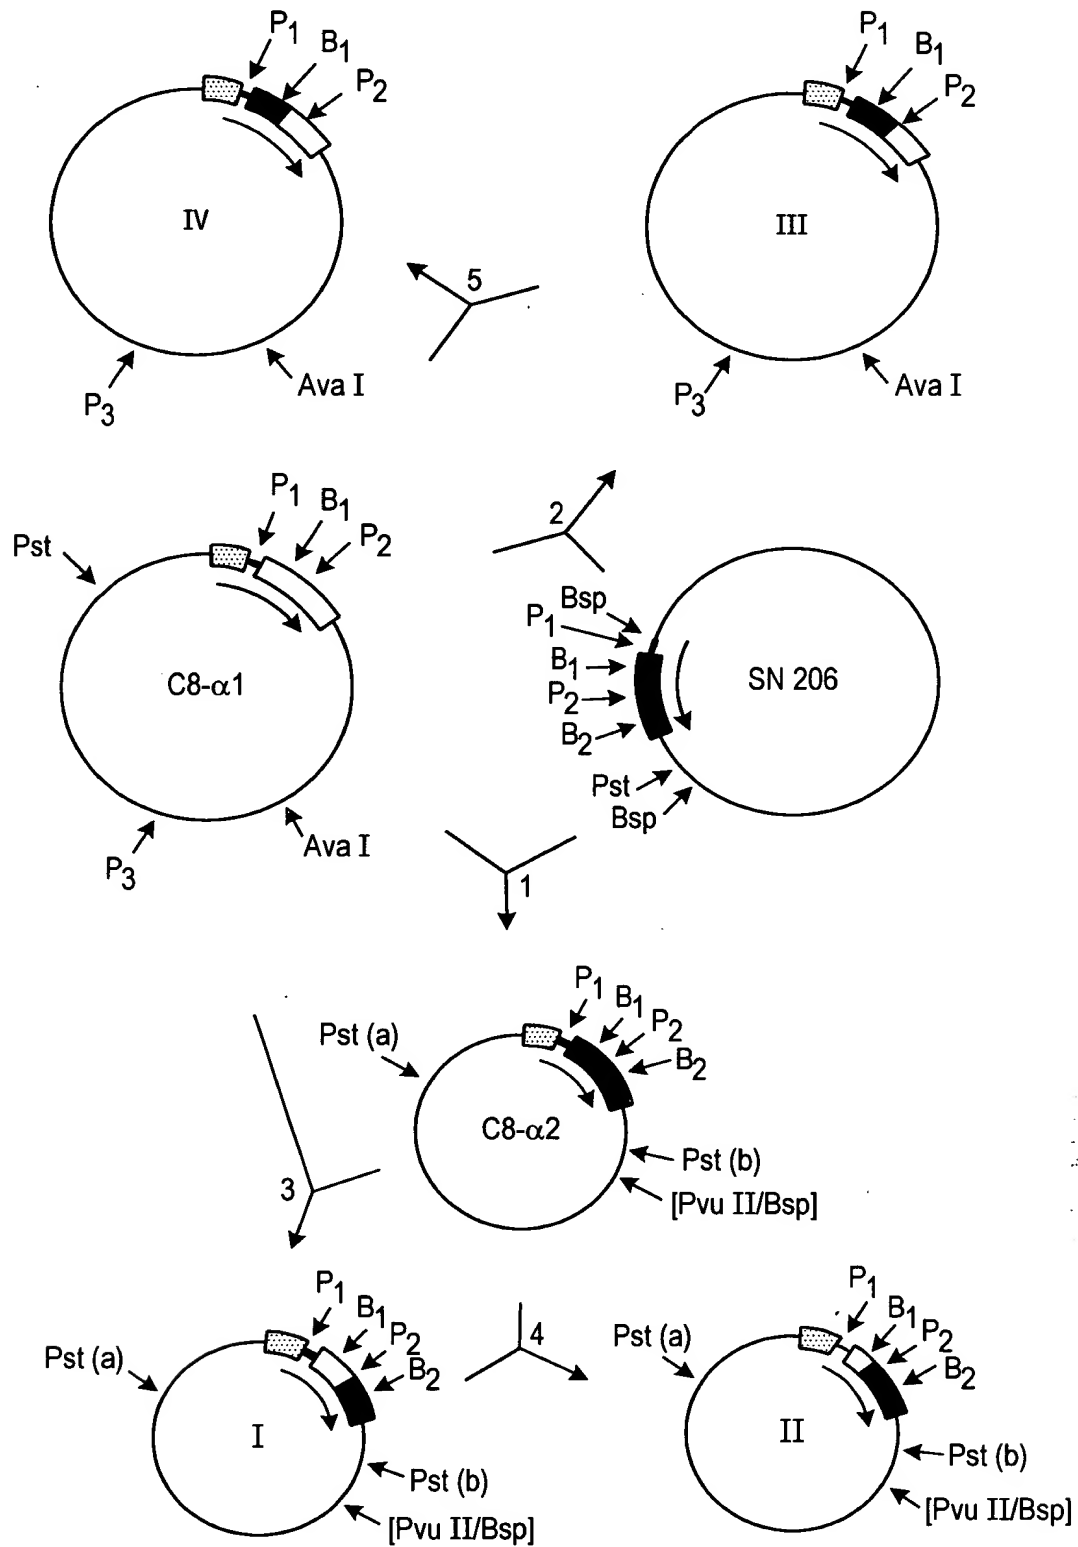 P1
B1
P2
IV
P3
Ava I
P1
B1
P2
III
P3
Ava I
5
Pst
P1
B1
P2
C8-α1
P3
Ava I
2
Bsp
P1
B1
P2
B2
Pst
Bsp
SN 206
1
Pst (a)
P1
B1
P2
B2
C8-α2
Pst (b)
[Pvu II/Bsp]
3
Pst (a)
P1
B1
P2
B2
I
Pst (b)
[Pvu II/Bsp]
4
Pst (a)
P1
B1
P2
B2
II
Pst (b)
[Pvu II/Bsp]